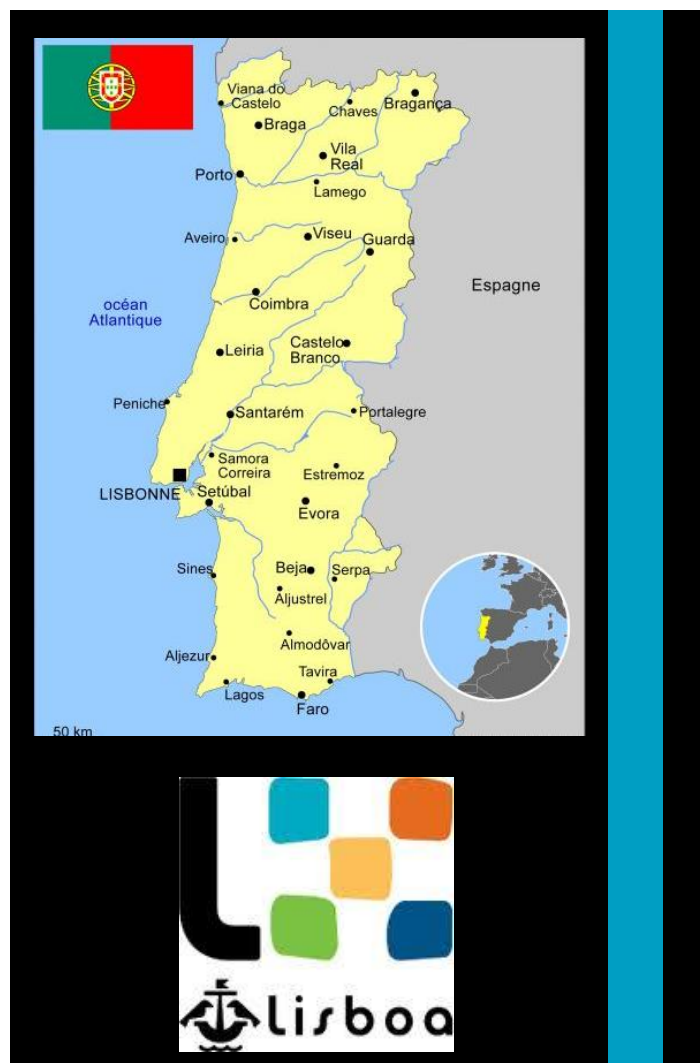 Viana do
Castelo
Chaves
Bragança
Braga
Vila
Real
Porto
Lamego
Aveiro
Viseu
Guarda
Espagne
océan
Atlantique
Coimbra
Leiria
Castelo
Branco
Peniche
Santarém
Portalegre
Samora
Correira
Estremoz
LISBONNE
Setúbal
Evora
Sines
Beja
Serpa
Aljustrel
Almodôvar
Aljezur
Tavira
Lagos
Faro
50 km
Lisboa